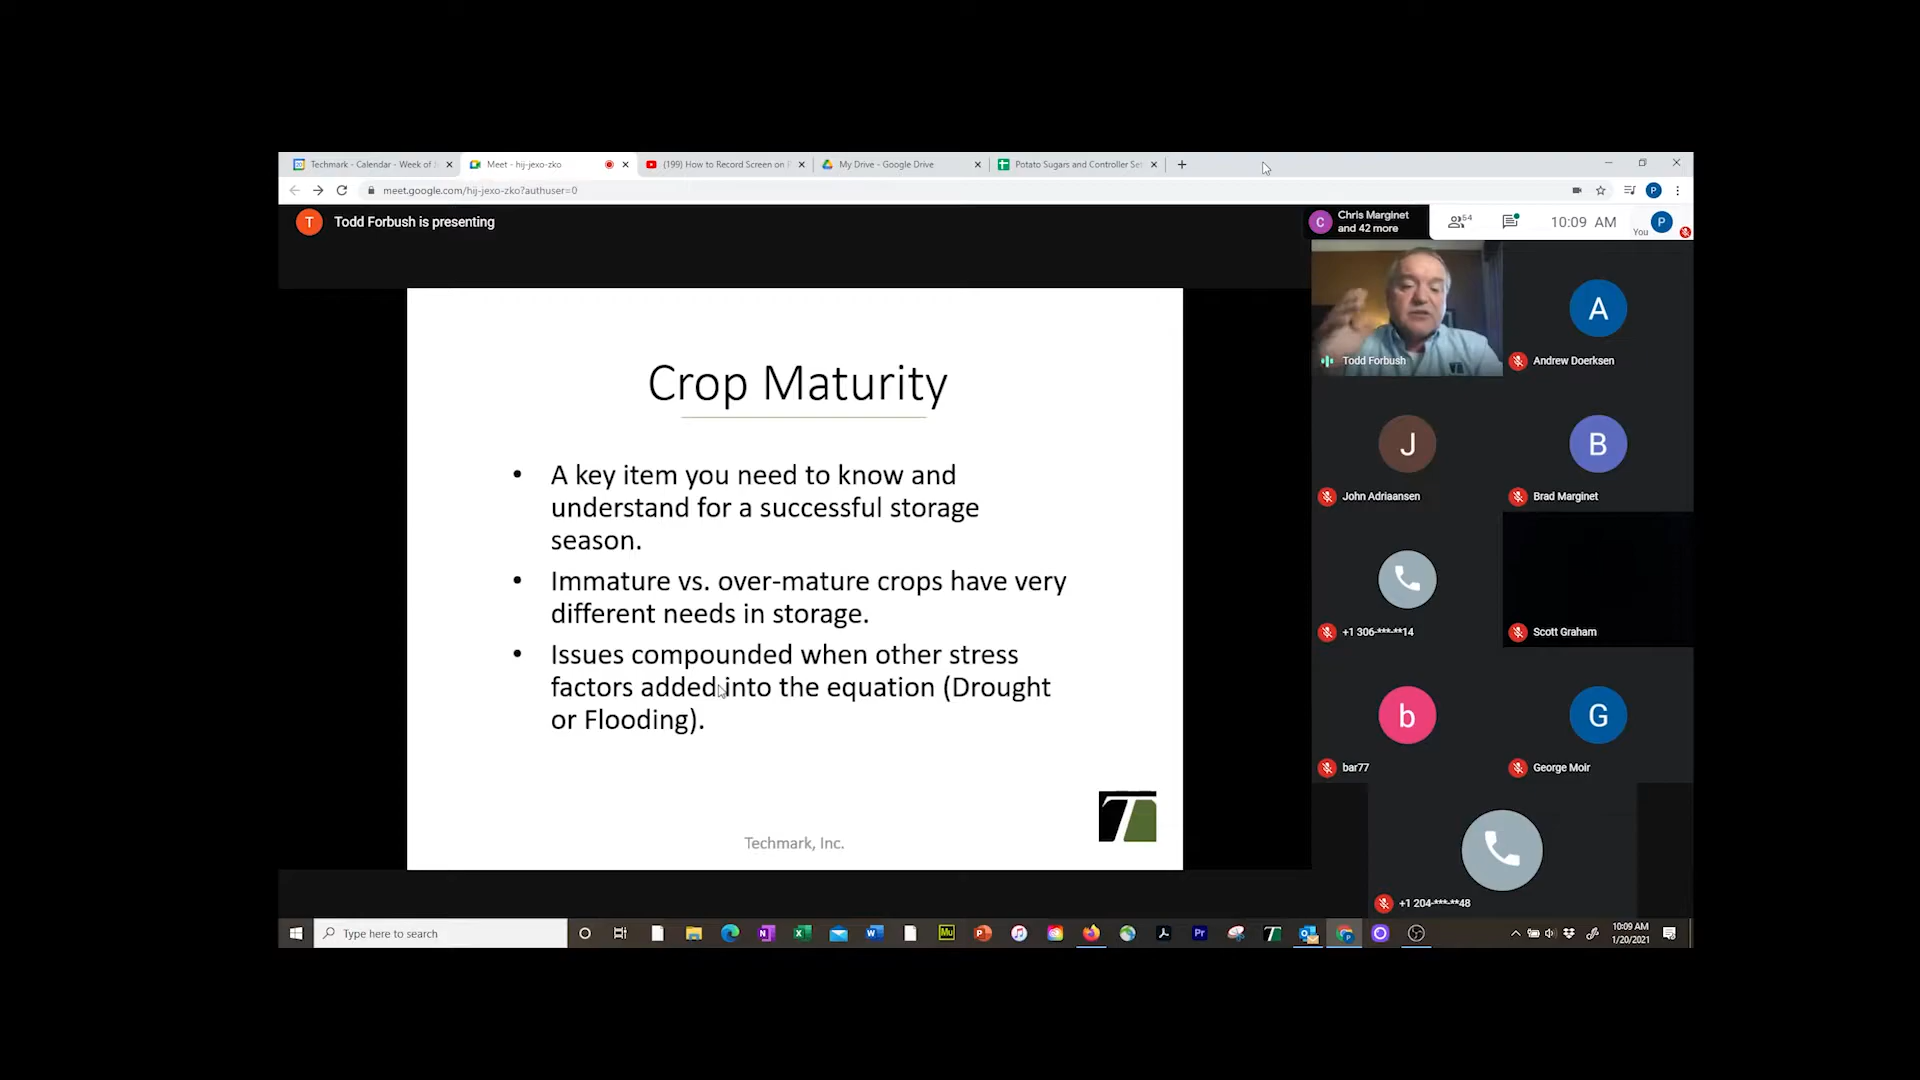 Techmark - Calendar - Week of
Meet - hij-jexo-zko
(199) How to Record Screen on
My Drive - Google Drive
Potato Sugars and Controller Se
meet.google.com/hij-jexo-zko?authuser=0
P
T
Todd Forbush is presenting
C
Chris Marginet
and 42 more
54
10:09 AM
You
P
Crop Maturity
• A key item you need to know and
understand for a successful storage
season.
• Immature vs. over-mature crops have very
different needs in storage.
• Issues compounded when other stress
factors added into the equation (Drought
or Flooding).
Techmark, Inc.
T
Todd Forbush
A
Andrew Doerksen
J
John Adriaansen
B
Brad Marginet
+1 306-***-**14
Scott Graham
b
bar77
G
George Moir
+1 204-***-**48
Type here to search
Mu
Pr
10:09 AM
1/20/2021